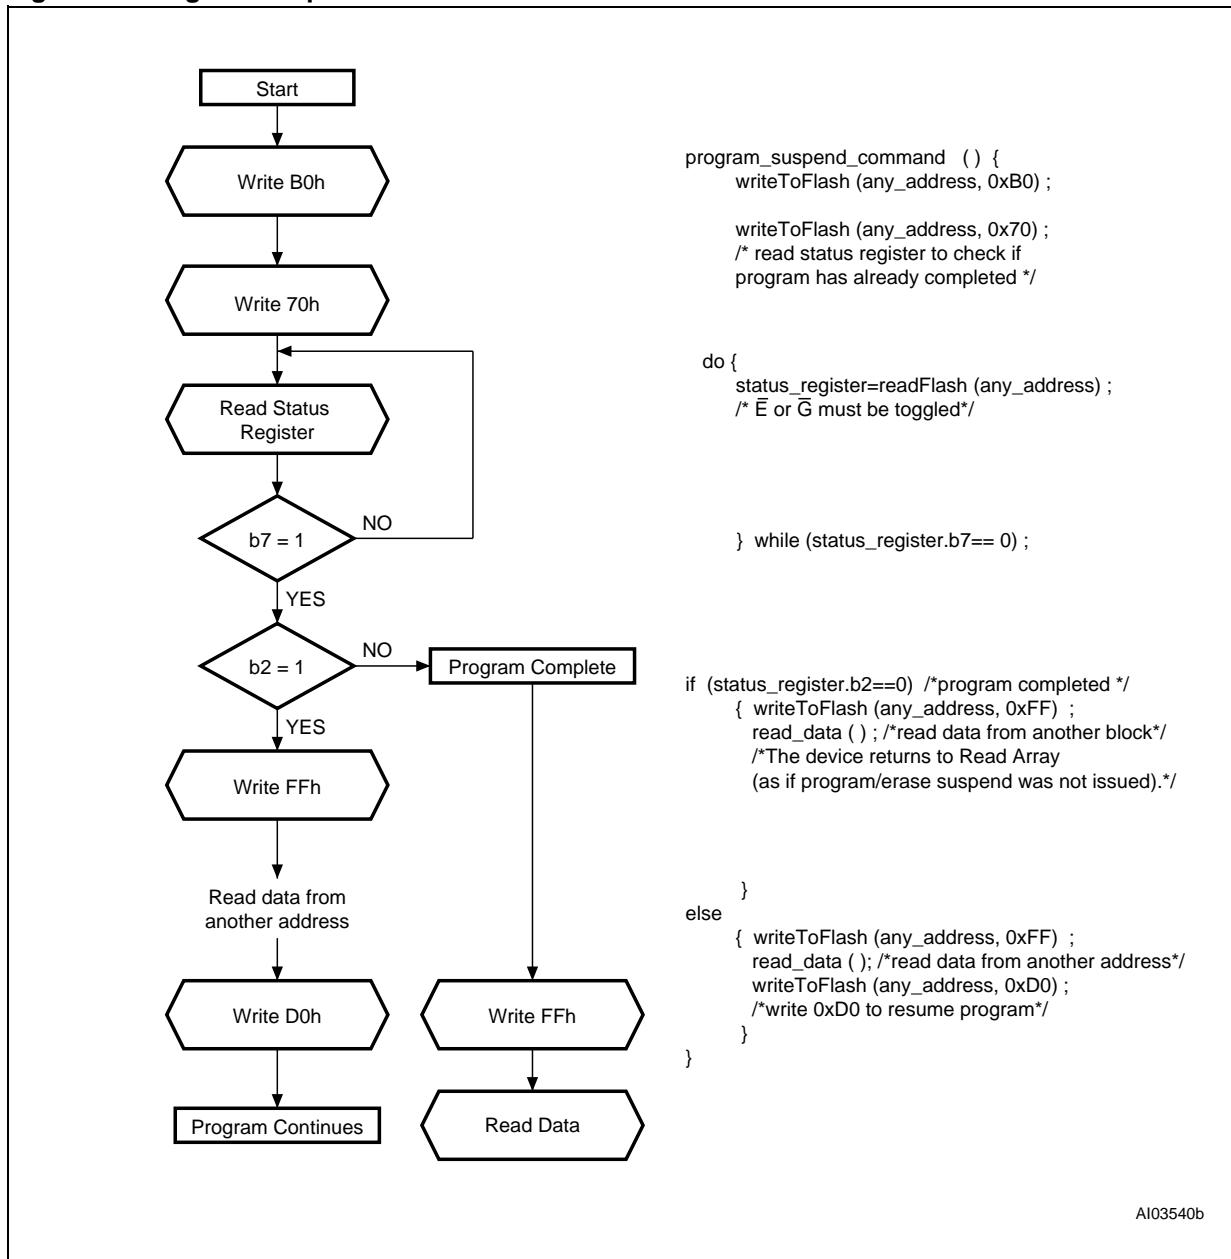 Start
Write B0h
Write 70h
Read Status
Register
b7 = 1
NO
YES
b2 = 1
NO
Program Complete
YES
Write FFh
Read data from
another address
Write D0h
Write FFh
Program Continues
Read Data
program_suspend_command ( ) {
writeToFlash (any_address, 0xB0) ;
writeToFlash (any_address, 0x70) ;
/* read status register to check if
program has already completed */
do {
status_register=readFlash (any_address) ;
/* E̅ or G̅ must be toggled*/
} while (status_register.b7== 0) ;
if (status_register.b2==0) /*program completed */
{ writeToFlash (any_address, 0xFF) ;
read_data ( ) ; /*read data from another block*/
/*The device returns to Read Array
(as if program/erase suspend was not issued).*/
}
else
{ writeToFlash (any_address, 0xFF) ;
read_data ( ); /*read data from another address*/
writeToFlash (any_address, 0xD0) ;
/*write 0xD0 to resume program*/
}
}
AI03540b